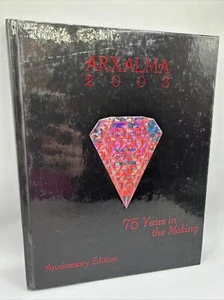 ARXALMA
2003
75 Years in
the Making
Anniversary Edition